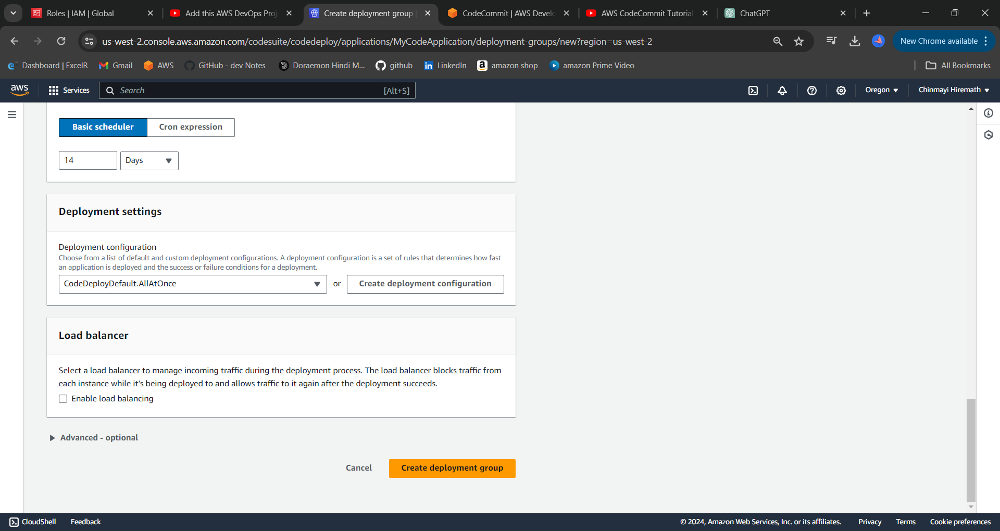 Roles | IAM | Global
Add this AWS DevOps Proj
Create deployment group |
CodeCommit | AWS Develo
AWS CodeCommit Tutorial
ChatGPT
us-west-2.console.aws.amazon.com/codesuite/codedeploy/applications/MyCodeApplication/deployment-groups/new?region=us-west-2
New Chrome available
Dashboard | ExcelR
Gmail
AWS
GitHub - dev Notes
Doraemon Hindi M...
github
LinkedIn
amazon shop
amazon Prime Video
All Bookmarks
aws
Services
Search
[Alt+S]
Oregon
Chinmayi Hiremath
Basic scheduler
Cron expression
14
Days
Deployment settings
Deployment configuration
Choose from a list of default and custom deployment configurations. A deployment configuration is a set of rules that determines how fast
an application is deployed and the success or failure conditions for a deployment.
CodeDeployDefault.AllAtOnce
or
Create deployment configuration
Load balancer
Select a load balancer to manage incoming traffic during the deployment process. The load balancer blocks traffic from
each instance while it's being deployed to and allows traffic to it again after the deployment succeeds.
Enable load balancing
Advanced - optional
Cancel
Create deployment group
CloudShell
Feedback
© 2024, Amazon Web Services, Inc. or its affiliates.
Privacy
Terms
Cookie preferences